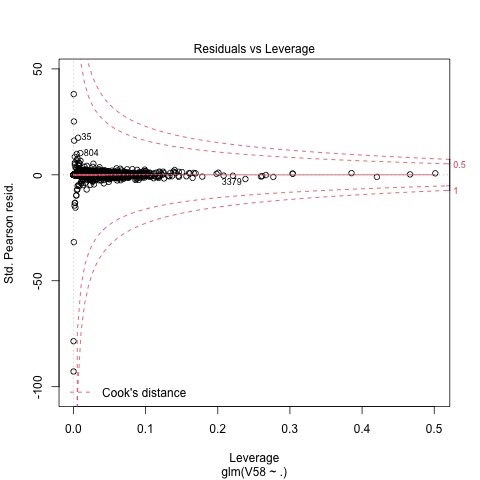 Residuals vs Leverage
50
0
-50
-100
Std. Pearson resid.
35
804
3379
0.5
1
Cook's distance
0.0 0.1 0.2 0.3 0.4 0.5
Leverage
glm(V58 ~ .)